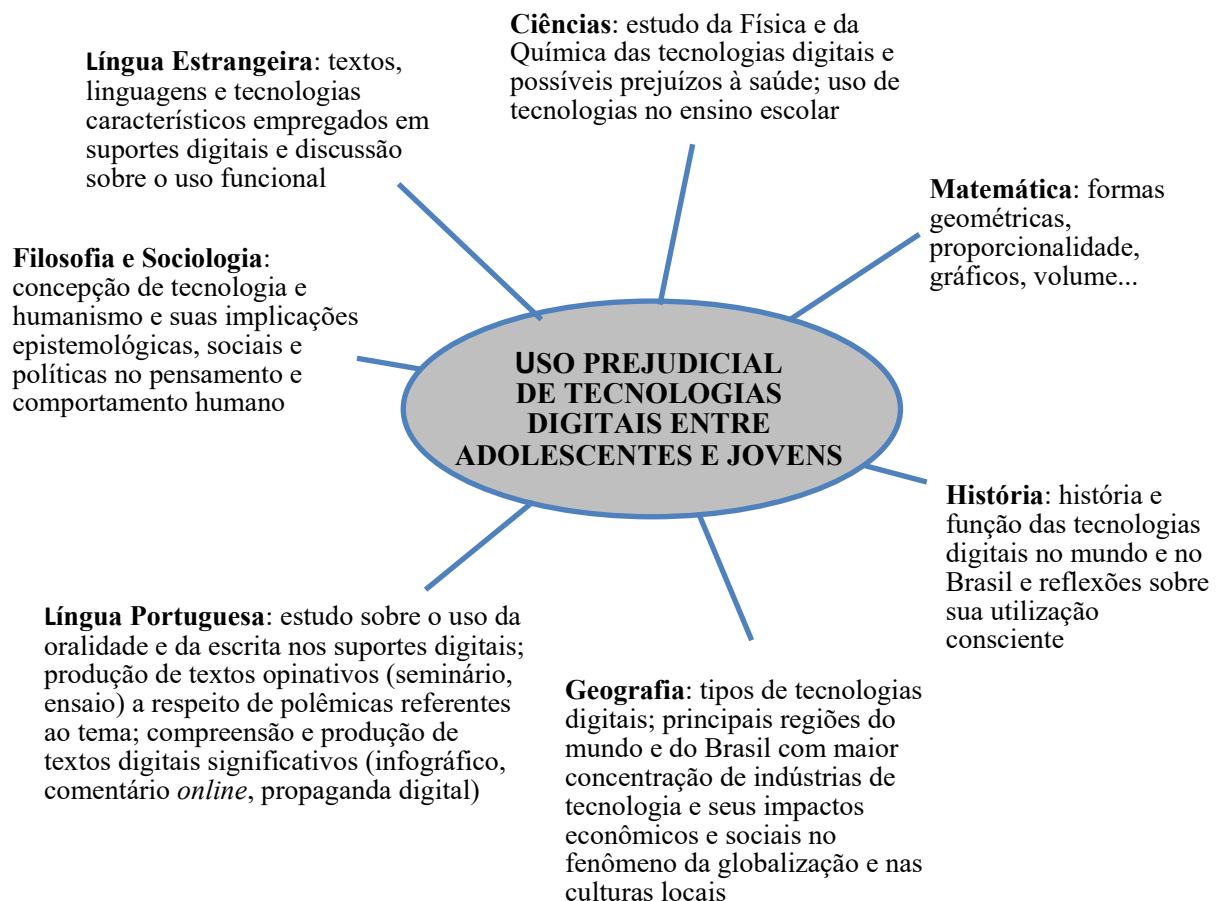 Ciências: estudo da Física e da
Química das tecnologias digitais e
possíveis prejuízos à saúde; uso de
tecnologias no ensino escolar
Língua Estrangeira: textos,
linguagens e tecnologias
característicos empregados em
suportes digitais e discussão
sobre o uso funcional
Matemática: formas
geométricas,
proporcionalidade,
gráficos, volume...
Filosofia e Sociologia:
concepção de tecnologia e
humanismo e suas implicações
epistemológicas, sociais e
políticas no pensamento e
comportamento humano
USO PREJUDICIAL
DE TECNOLOGIAS
DIGITAIS ENTRE
ADOLESCENTES E JOVENS
História: história e
função das tecnologias
digitais no mundo e no
Brasil e reflexões sobre
sua utilização
consciente
Língua Portuguesa: estudo sobre o uso da
oralidade e da escrita nos suportes digitais;
produção de textos opinativos (seminário,
ensaio) a respeito de polêmicas referentes
ao tema; compreensão e produção de
textos digitais significativos (infográfico,
comentário online, propaganda digital)
Geografia: tipos de tecnologias
digitais; principais regiões do
mundo e do Brasil com maior
concentração de indústrias de
tecnologia e seus impactos
econômicos e sociais no
fenômeno da globalização e nas
culturas locais